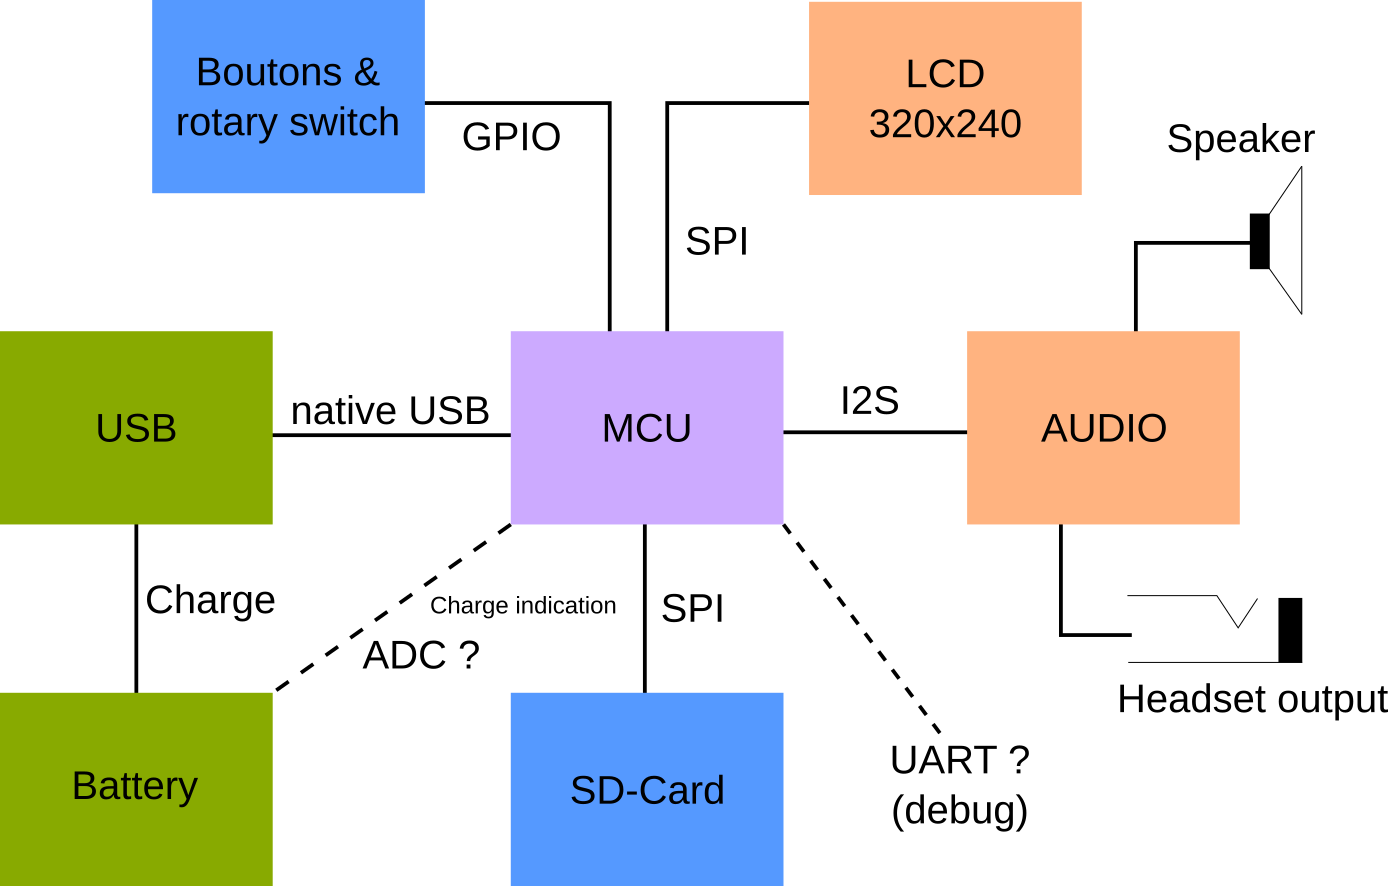 Boutons &
rotary switch
GPIO
LCD
320x240
Speaker
SPI
USB
native USB
MCU
I2S
AUDIO
Charge
Charge indication
ADC ?
SPI
Headset output
Battery
SD-Card
UART ?
(debug)